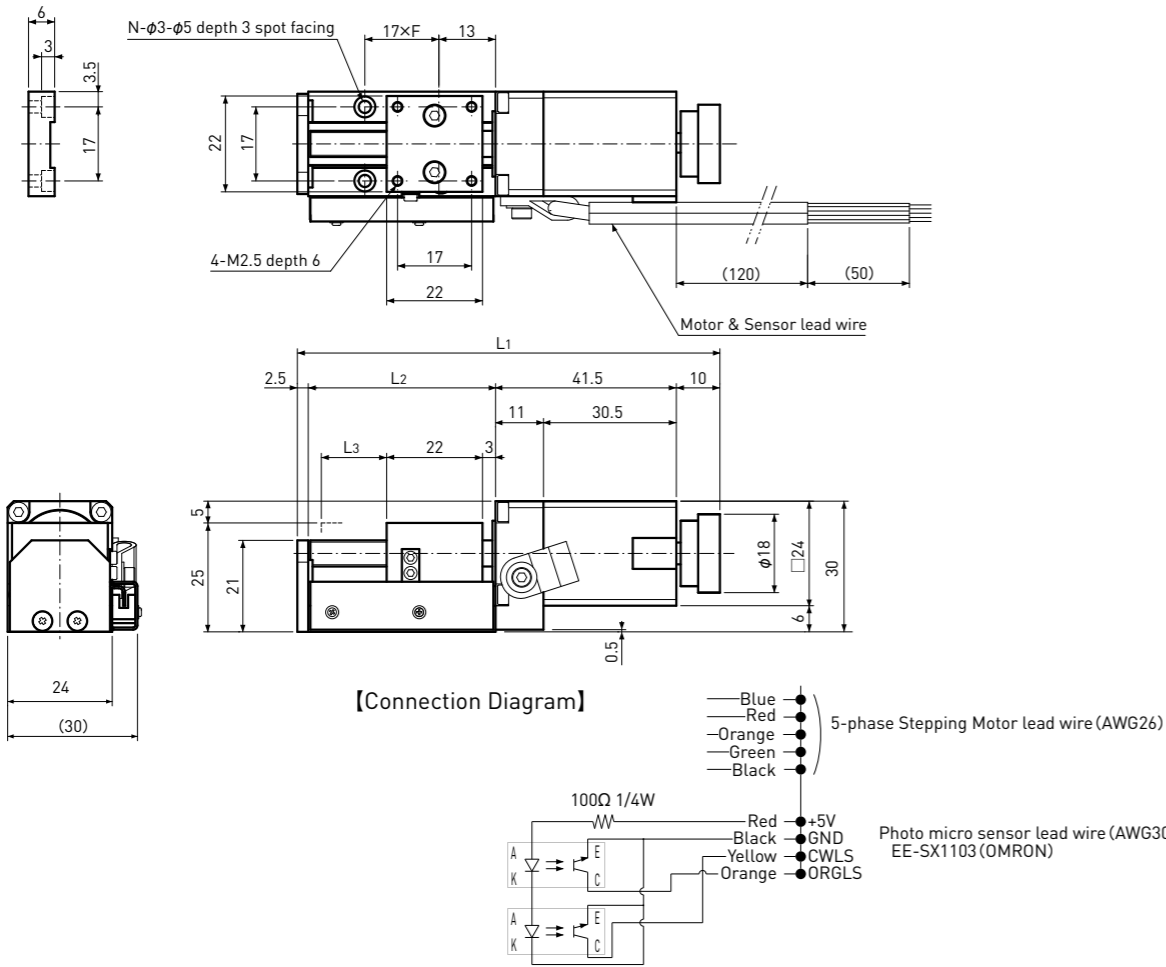 6
3
3.5
17
N-φ3-φ5 depth 3 spot facing
17×F
13
22
17
4-M2.5 depth 6
17
22
(120)
(50)
Motor & Sensor lead wire
L1
2.5
L2
41.5
10
11
30.5
L3
22
3
5
25
21
φ18
□24
30
6
0.5
24
(30)
【Connection Diagram】
Blue
Red
Orange
Green
Black
5-phase Stepping Motor lead wire (AWG26)
100Ω 1/4W
Red +5V
Black GND
Yellow CWLS
Orange ORGLS
Photo micro sensor lead wire (AWG30
EE-SX1103 (OMRON)
A E
K C
A E
K C